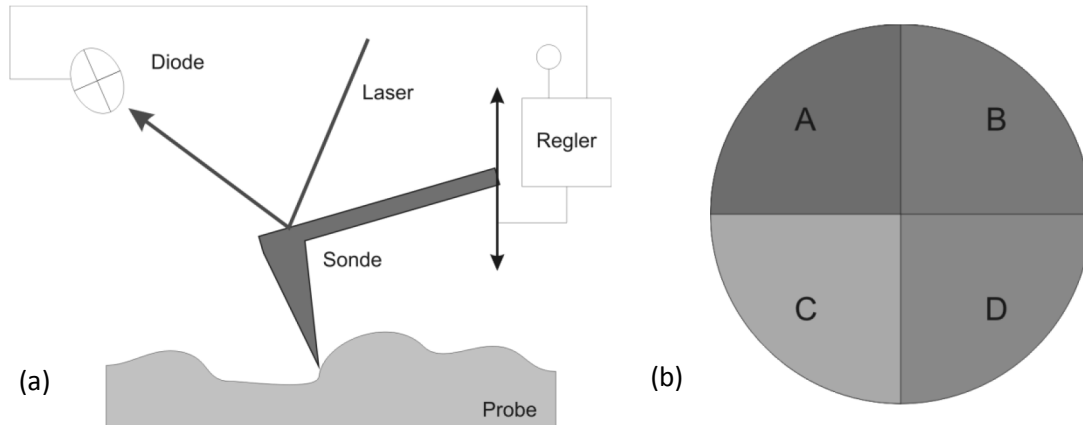 Diode
Laser
Regler
Sonde
Probe
(a)
A
B
C
D
(b)